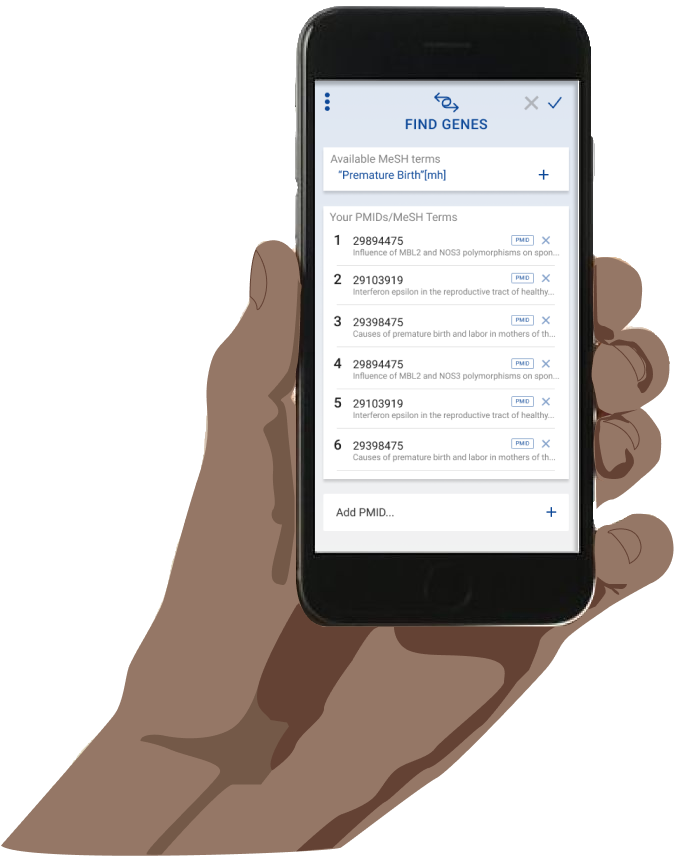 FIND GENES
Available MeSH terms
"Premature Birth"[mh]
Your PMIDs/MeSH Terms
1 29894475 PMID
Influence of MBL2 and NOS3 polymorphisms on spon...
2 29103919 PMID
Interferon epsilon in the reproductive tract of healthy...
3 29398475 PMID
Causes of premature birth and labor in mothers of th...
4 29894475 PMID
Influence of MBL2 and NOS3 polymorphisms on spon...
5 29103919 PMID
Interferon epsilon in the reproductive tract of healthy...
6 29398475 PMID
Causes of premature birth and labor in mothers of th...
Add PMID...